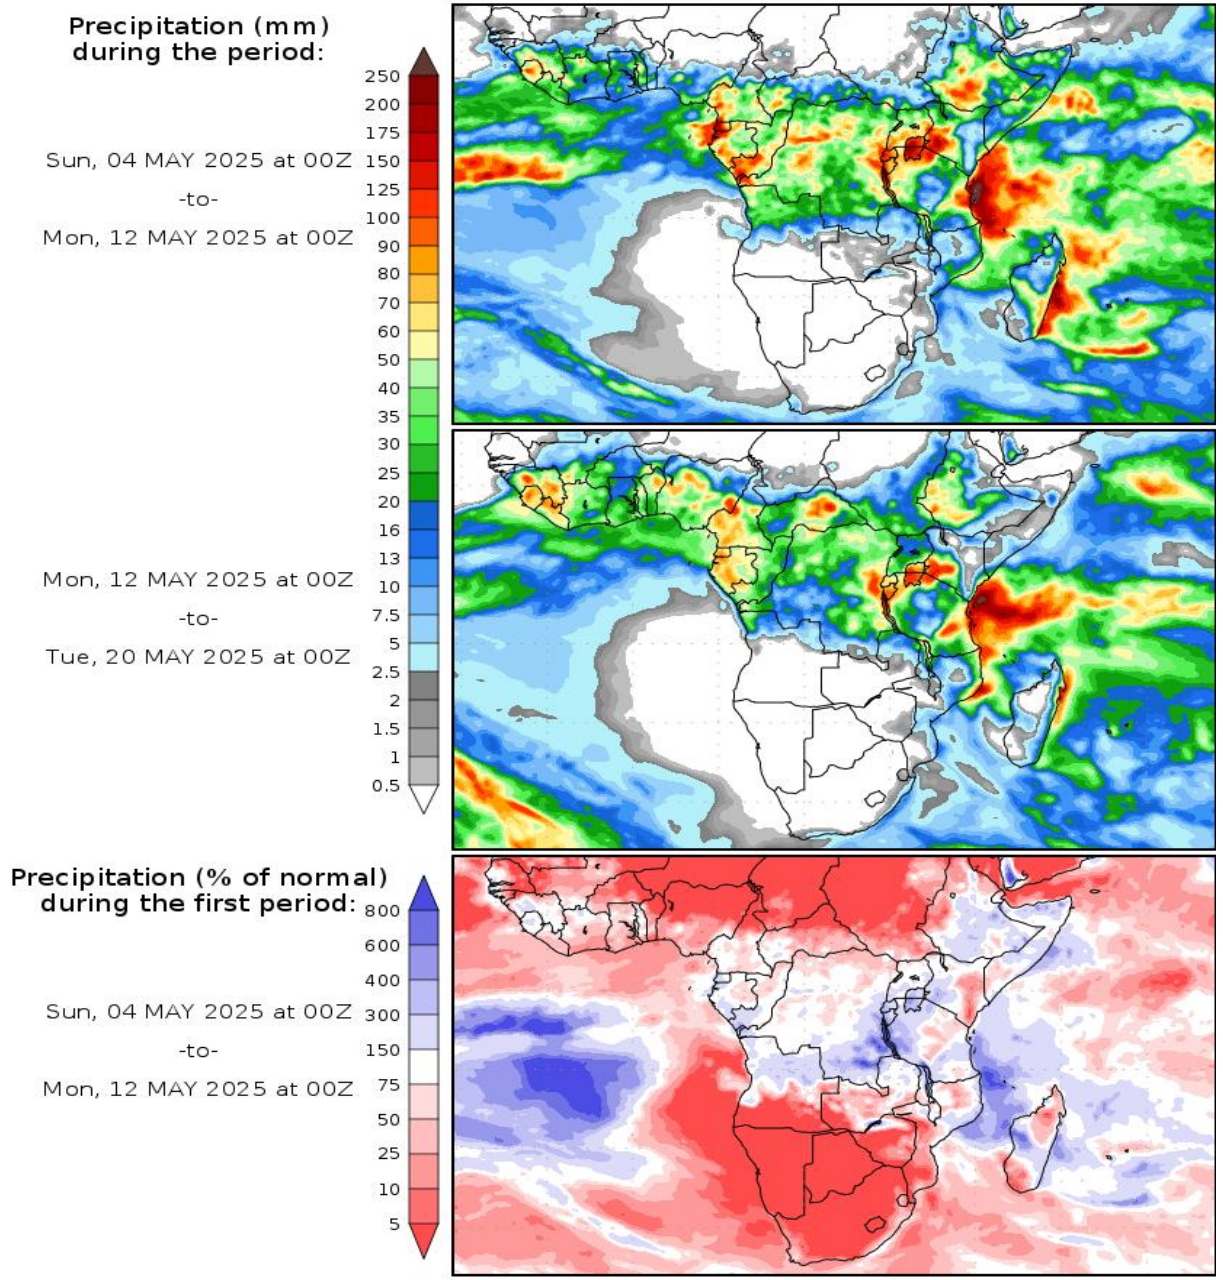 Precipitation (mm)
during the period:
250
200
175
150
125
100
90
80
70
60
50
40
35
30
25
20
16
13
10
7.5
5
2.5
2
1.5
1
0.5
Sun, 04 MAY 2025 at 00Z
-to-
Mon, 12 MAY 2025 at 00Z
Mon, 12 MAY 2025 at 00Z
-to-
Tue, 20 MAY 2025 at 00Z
Precipitation (% of normal)
during the first period:
800
600
400
300
150
75
50
25
10
5
Sun, 04 MAY 2025 at 00Z
-to-
Mon, 12 MAY 2025 at 00Z